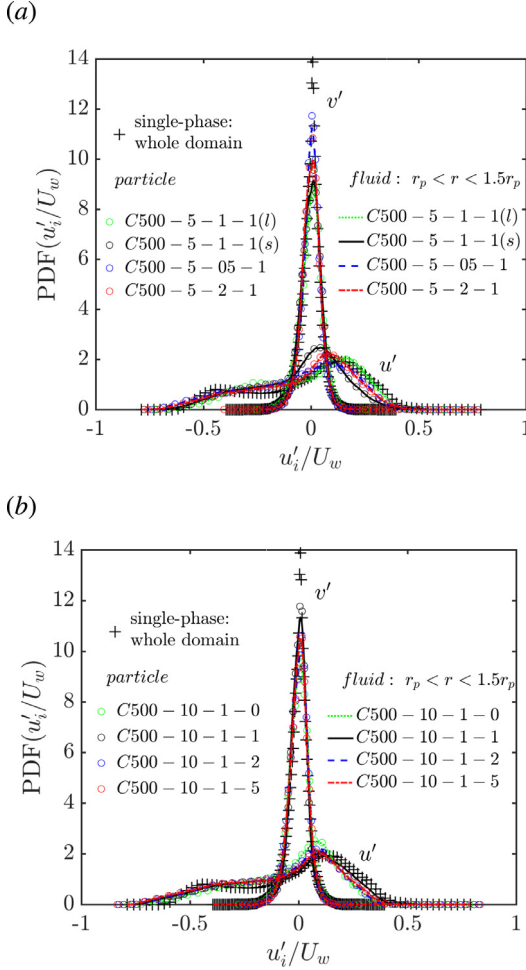 (a)
14
12
10
8
6
4
2
0
PDF(u'_i/U_w)
v'
+ single-phase:
whole domain
particle
C500 − 5 − 1 − 1(l)
C500 − 5 − 1 − 1(s)
C500 − 5 − 05 − 1
C500 − 5 − 2 − 1
fluid : r_p < r < 1.5r_p
C500 − 5 − 1 − 1(l)
C500 − 5 − 1 − 1(s)
C500 − 5 − 05 − 1
C500 − 5 − 2 − 1
u'
-1 -0.5 0 0.5 1
u'_i/U_w
(b)
14
12
10
8
6
4
2
0
PDF(u'_i/U_w)
v'
+ single-phase:
whole domain
particle
C500 − 10 − 1 − 0
C500 − 10 − 1 − 1
C500 − 10 − 1 − 2
C500 − 10 − 1 − 5
fluid : r_p < r < 1.5r_p
C500 − 10 − 1 − 0
C500 − 10 − 1 − 1
C500 − 10 − 1 − 2
C500 − 10 − 1 − 5
u'
-1 -0.5 0 0.5 1
u'_i/U_w